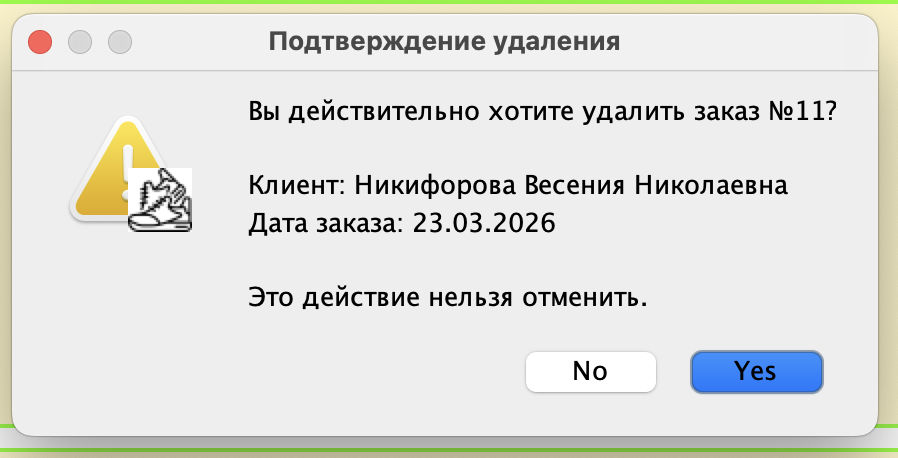 Подтверждение удаления
Вы действительно хотите удалить заказ №11?
Клиент: Никифорова Весения Николаевна
Дата заказа: 23.03.2026
Это действие нельзя отменить.
No
Yes